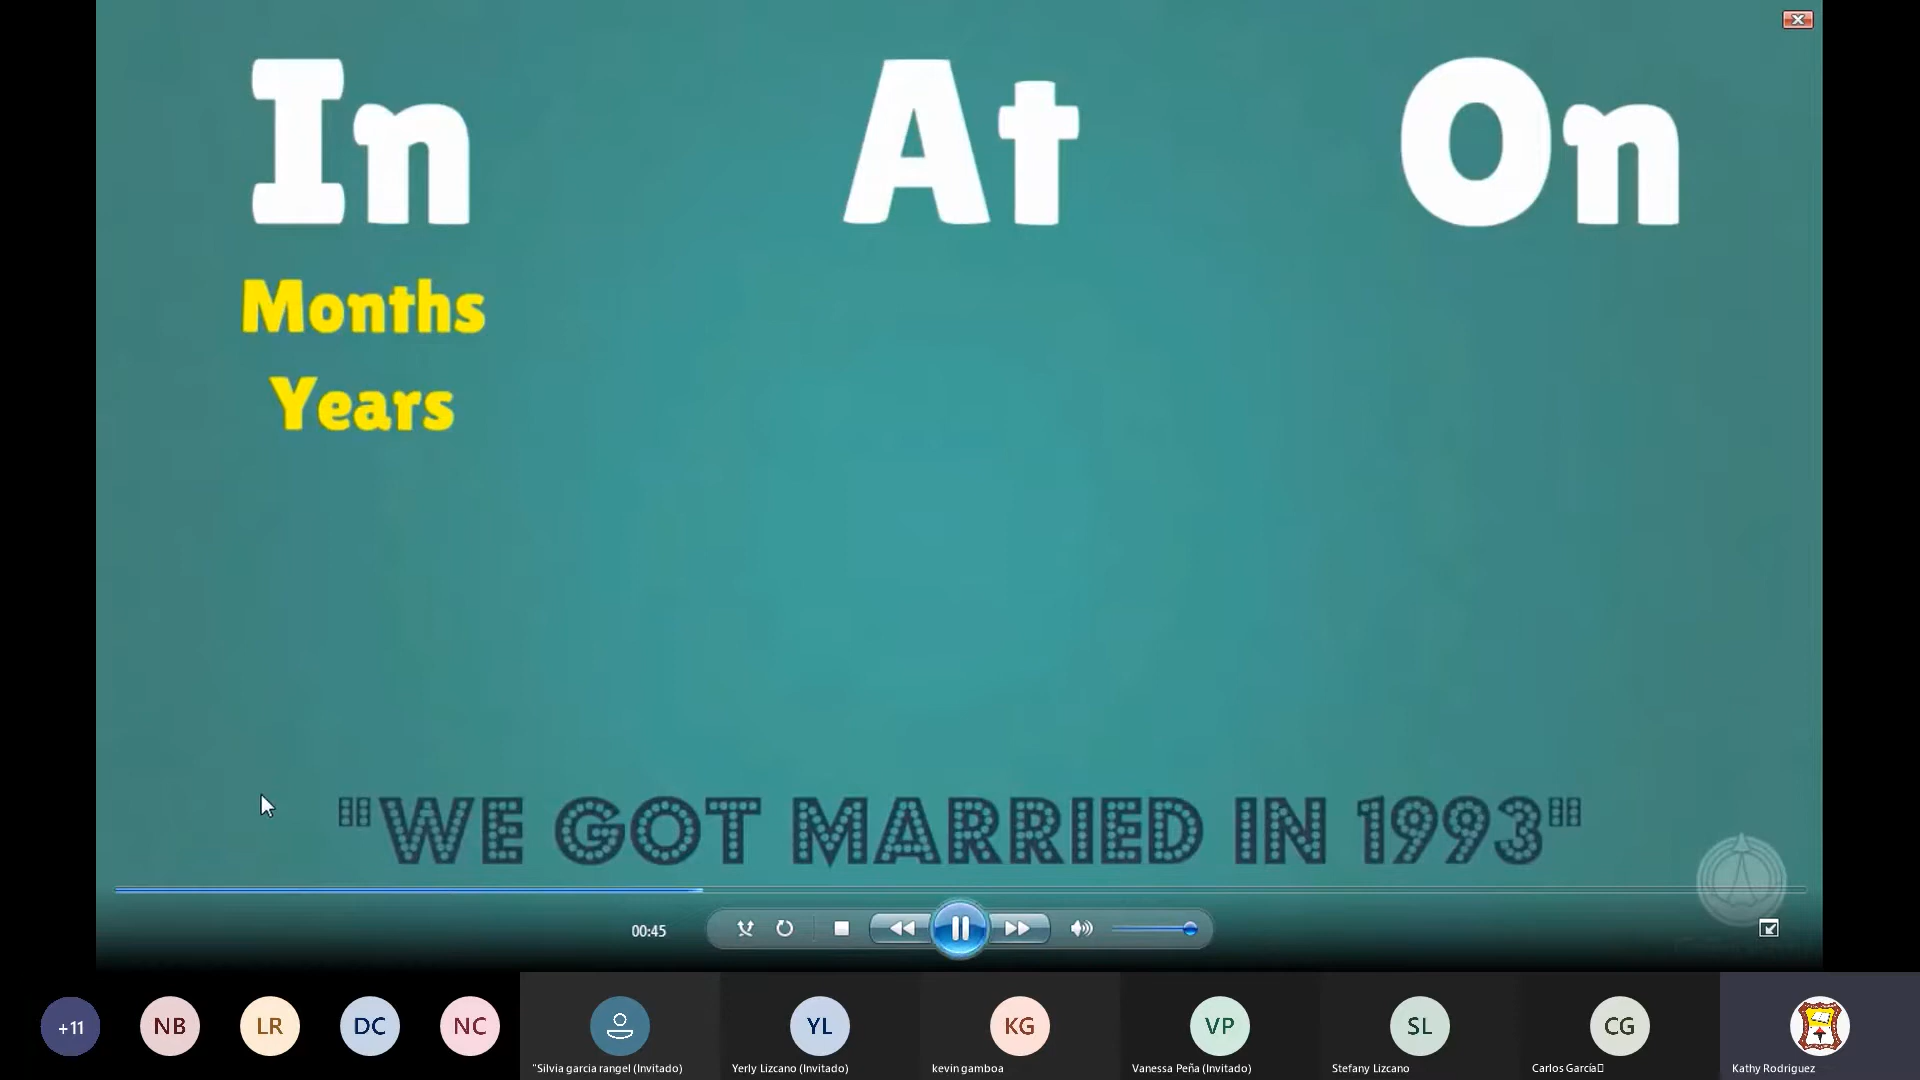 In At On
Months
Years
"WE GOT MARRIED IN 1993"
00:45
+11 NB LR DC NC YL KG VP SL CG
"Silvia garcia rangel (Invitado) Yerly Lizcano (Invitado) kevin gamboa Vanessa Peña (Invitado) Stefany Lizcano Carlos García Kathy Rodriguez